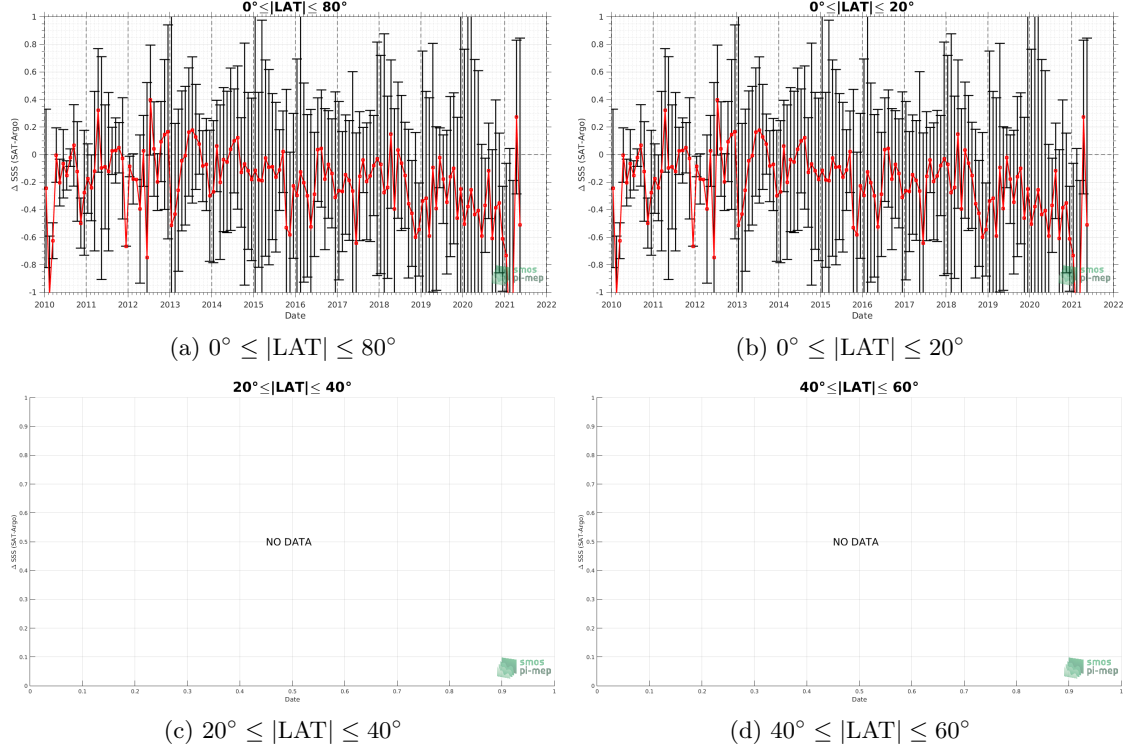 0°≤|LAT|≤ 80°
1
0.8
0.6
0.4
0.2
0
-0.2
-0.4
-0.6
-0.8
-1
Δ SSS (SAT-Argo)
2010 2011 2012 2013 2014 2015 2016 2017 2018 2019 2020 2021 2022
Date
smos
pi-mep
(a) 0° ≤ |LAT| ≤ 80°
0°≤|LAT|≤ 20°
1
0.8
0.6
0.4
0.2
0
-0.2
-0.4
-0.6
-0.8
-1
Δ SSS (SAT-Argo)
2010 2011 2012 2013 2014 2015 2016 2017 2018 2019 2020 2021 2022
Date
smos
pi-mep
(b) 0° ≤ |LAT| ≤ 20°
20°≤|LAT|≤ 40°
1
0.9
0.8
0.7
0.6
0.5
0.4
0.3
0.2
0.1
0
Δ SSS (SAT-Argo)
NO DATA
0 0.1 0.2 0.3 0.4 0.5 0.6 0.7 0.8 0.9 1
Date
smos
pi-mep
(c) 20° ≤ |LAT| ≤ 40°
40°≤|LAT|≤ 60°
1
0.9
0.8
0.7
0.6
0.5
0.4
0.3
0.2
0.1
0
Δ SSS (SAT-Argo)
NO DATA
0 0.1 0.2 0.3 0.4 0.5 0.6 0.7 0.8 0.9 1
Date
smos
pi-mep
(d) 40° ≤ |LAT| ≤ 60°